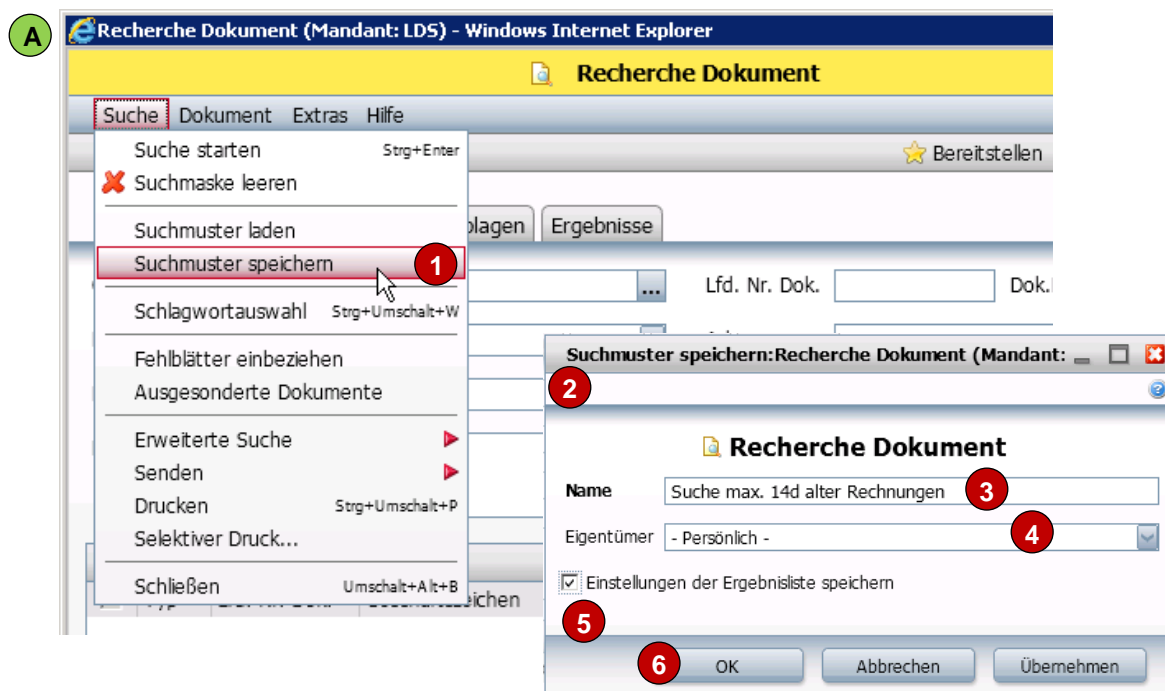 A
Recherche Dokument (Mandant: LDS) - Windows Internet Explorer
Recherche Dokument
Suche Dokument Extras Hilfe
Bereitstellen
Suche starten Strg+Enter
Suchmaske leeren
Suchmuster laden
Suchmuster speichern 1
Schlagwortauswahl Strg+Umschalt+W
Fehlblätter einbeziehen
Ausgesonderte Dokumente
Erweiterte Suche
Senden
Drucken Strg+Umschalt+P
Selektiver Druck...
Schließen Umschalt+Alt+B
Ergebnisse
... Lfd. Nr. Dok. Dok.
Suchmuster speichern:Recherche Dokument (Mandant:
2
Recherche Dokument
Name Suche max. 14d alter Rechnungen 3
Eigentümer - Persönlich - 4
Einstellungen der Ergebnisliste speichern
5
6 OK Abbrechen Übernehmen